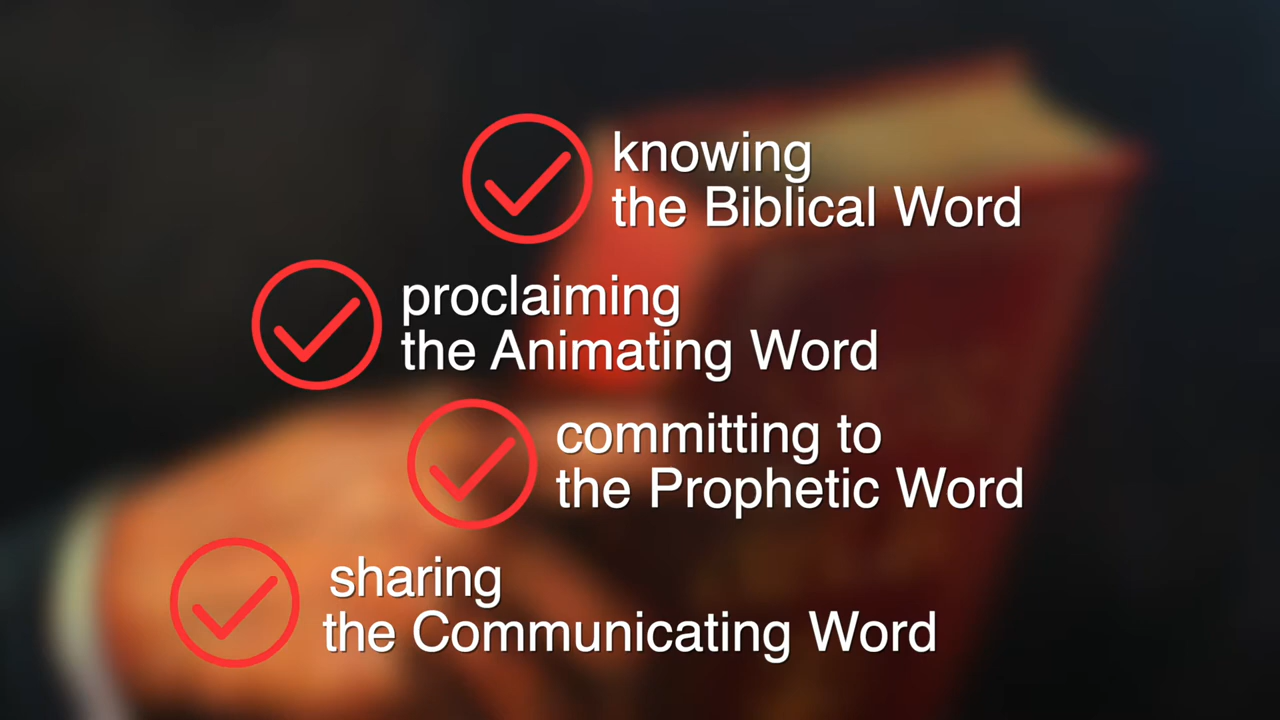 knowing
the Biblical Word
proclaiming
the Animating Word
committing to
the Prophetic Word
sharing
the Communicating Word